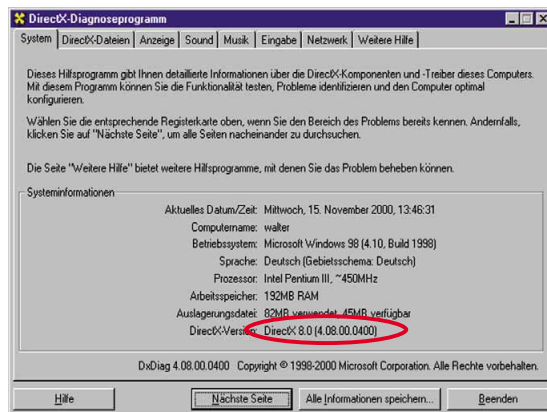 DirectX-Diagnoseprogramm
System DirectX-Dateien Anzeige Sound Musik Eingabe Netzwerk Weitere Hilfe
Dieses Hilfsprogramm gibt Ihnen detaillierte Informationen über die DirectX-Komponenten und -Treiber dieses Computers.
Mit diesem Programm können Sie die Funktionalität testen, Probleme identifizieren und den Computer optimal
konfigurieren.
Wählen Sie die entsprechende Registerkarte oben, wenn Sie den Bereich des Problems bereits kennen. Andernfalls,
klicken Sie auf "Nächste Seite", um alle Seiten nacheinander zu durchsuchen.
Die Seite "Weitere Hilfe" bietet weitere Hilfsprogramme, mit denen Sie das Problem beheben können.
Systeminformationen
Aktuelles Datum/Zeit: Mittwoch, 15. November 2000, 13:46:31
Computername: walter
Betriebssystem: Microsoft Windows 98 (4.10, Build 1998)
Sprache: Deutsch (Gebietsschema: Deutsch)
Prozessor: Intel Pentium III, ~450MHz
Arbeitsspeicher: 192MB RAM
Auslagerungsdatei: 82MB verwendet, 45MB verfügbar
DirectX-Version: DirectX 8.0 (4.08.00.0400)
DxDiag 4.08.00.0400 Copyright © 1998-2000 Microsoft Corporation. Alle Rechte vorbehalten.
Hilfe Nächste Seite Alle Informationen speichern... Beenden